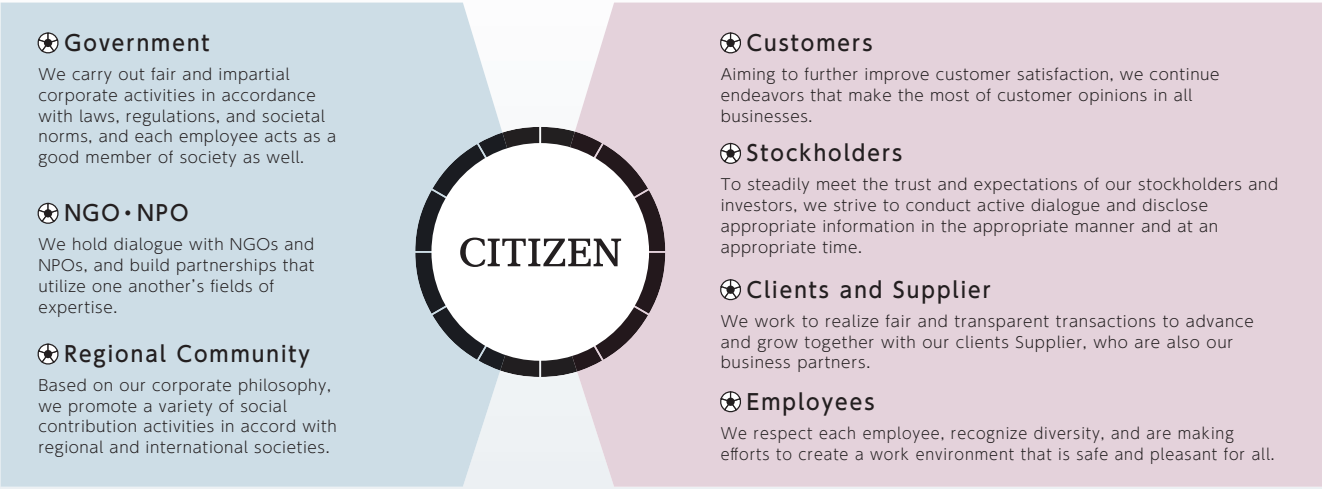 Government
We carry out fair and impartial
corporate activities in accordance
with laws, regulations, and societal
norms, and each employee acts as a
good member of society as well.
NGO・NPO
We hold dialogue with NGOs and
NPOs, and build partnerships that
utilize one another's fields of
expertise.
Regional Community
Based on our corporate philosophy,
we promote a variety of social
contribution activities in accord with
regional and international societies.
CITIZEN
Customers
Aiming to further improve customer satisfaction, we continue
endeavors that make the most of customer opinions in all
businesses.
Stockholders
To steadily meet the trust and expectations of our stockholders and
investors, we strive to conduct active dialogue and disclose
appropriate information in the appropriate manner and at an
appropriate time.
Clients and Supplier
We work to realize fair and transparent transactions to advance
and grow together with our clients Supplier, who are also our
business partners.
Employees
We respect each employee, recognize diversity, and are making
efforts to create a work environment that is safe and pleasant for all.